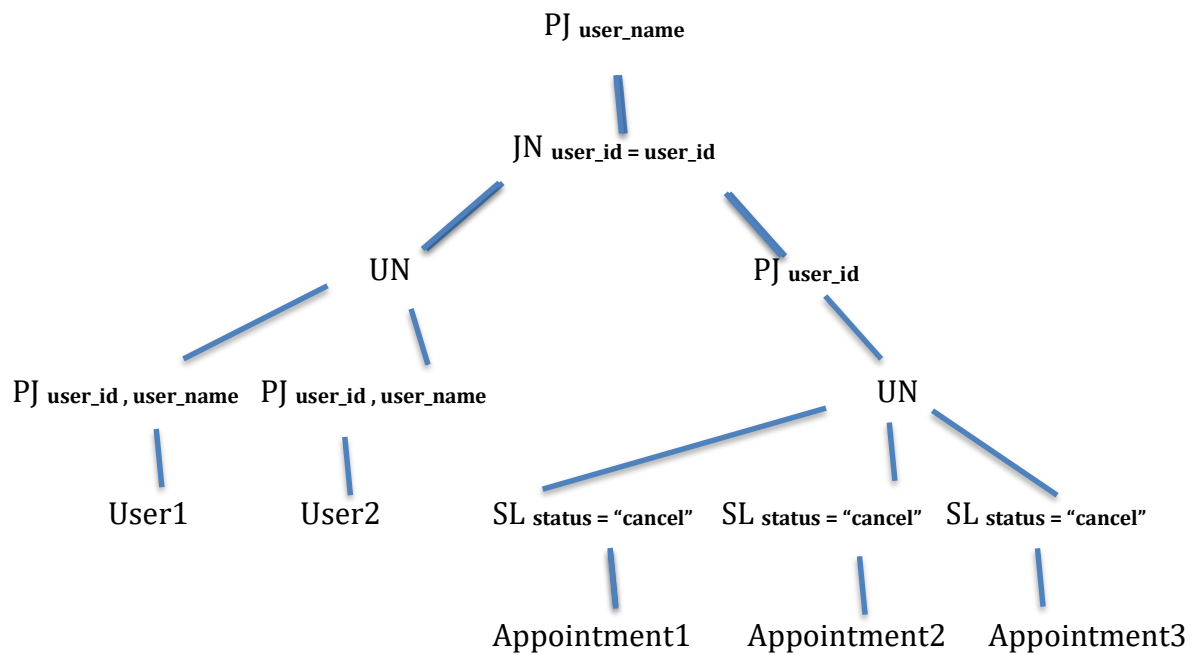 PJ user_name
JN user_id = user_id
UN
PJ user_id
PJ user_id , user_name PJ user_id , user_name UN
User1 User2 SL status = “cancel” SL status = “cancel” SL status = “cancel”
Appointment1 Appointment2 Appointment3